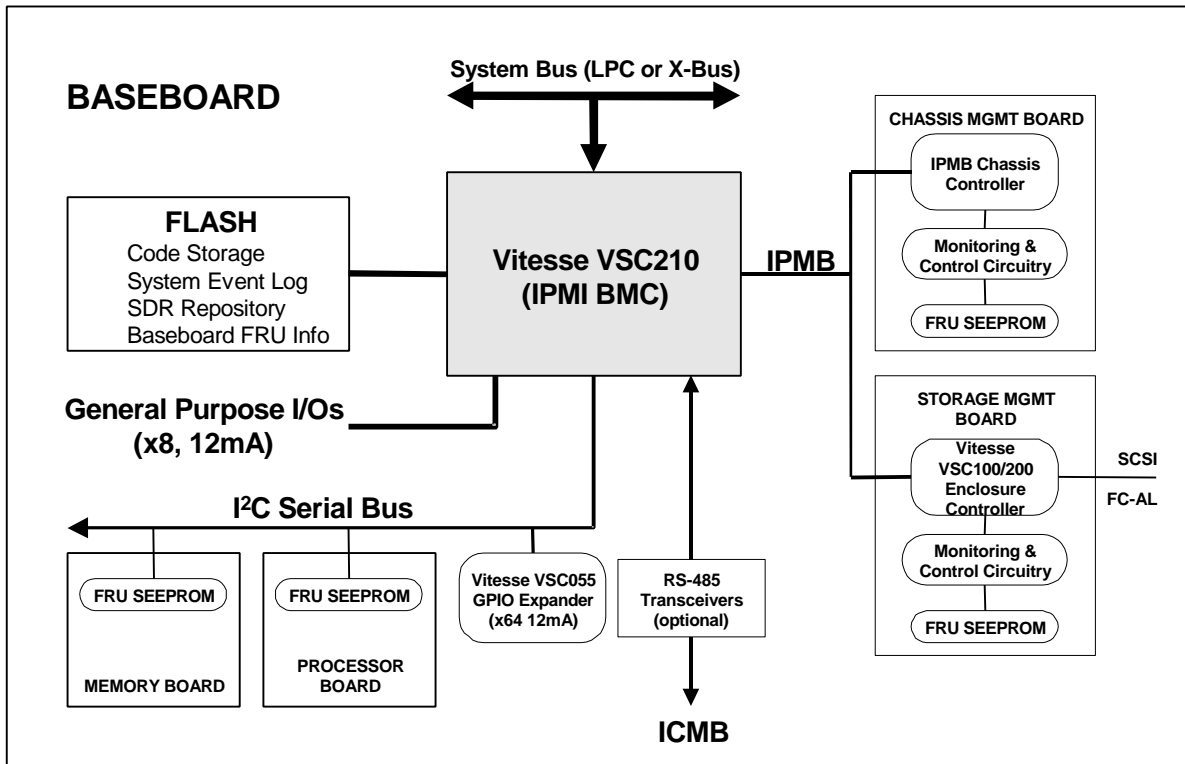 System Bus (LPC or X-Bus)
BASEBOARD
CHASSIS MGMT BOARD
IPMB Chassis
Controller
Monitoring &
Control Circuitry
FRU SEEPROM
FLASH
Code Storage
System Event Log
SDR Repository
Baseboard FRU Info
Vitesse VSC210
(IPMI BMC)
IPMB
General Purpose I/Os
(x8, 12mA)
STORAGE MGMT
BOARD
Vitesse
VSC100/200
Enclosure
Controller
SCSI
FC-AL
Monitoring &
Control Circuitry
FRU SEEPROM
I²C Serial Bus
FRU SEEPROM
MEMORY BOARD
FRU SEEPROM
PROCESSOR
BOARD
Vitesse VSC055
GPIO Expander
(x64 12mA)
RS-485
Transceivers
(optional)
ICMB